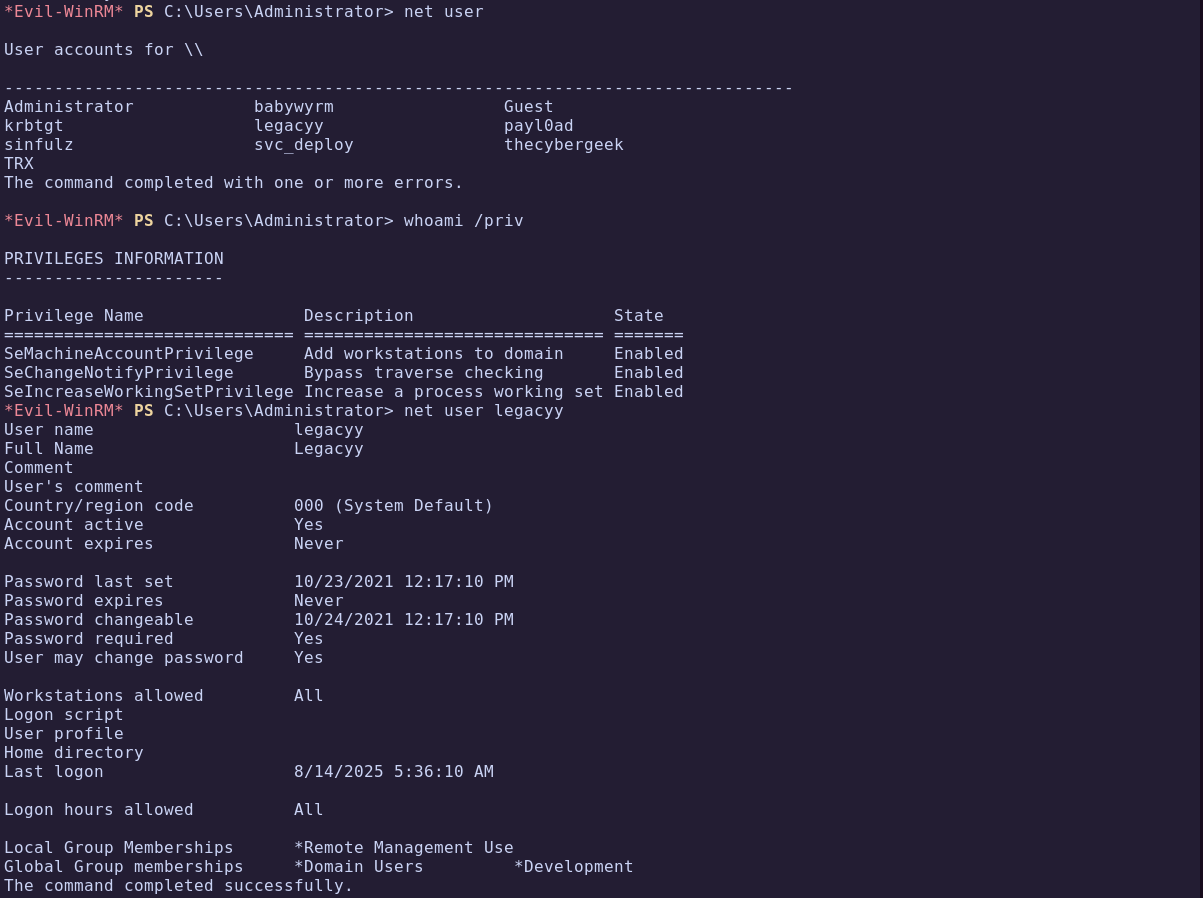 *Evil-WinRM* PS C:\Users\Administrator> net user
User accounts for \\
-------------------------------------------------------------------------------
Administrator            babywyrm                 Guest
krbtgt                   legacyy                  payl0ad
sinfulz                  svc_deploy               thecybergeek
TRX
The command completed with one or more errors.
*Evil-WinRM* PS C:\Users\Administrator> whoami /priv
PRIVILEGES INFORMATION
----------------------
Privilege Name                Description                    State
============================= ============================== =======
SeMachineAccountPrivilege     Add workstations to domain     Enabled
SeChangeNotifyPrivilege       Bypass traverse checking       Enabled
SeIncreaseWorkingSetPrivilege Increase a process working set Enabled
*Evil-WinRM* PS C:\Users\Administrator> net user legacyy
User name                    legacyy
Full Name                    Legacyy
Comment
User's comment
Country/region code          000 (System Default)
Account active               Yes
Account expires              Never
Password last set            10/23/2021 12:17:10 PM
Password expires             Never
Password changeable          10/24/2021 12:17:10 PM
Password required            Yes
User may change password     Yes
Workstations allowed         All
Logon script
User profile
Home directory
Last logon                   8/14/2025 5:36:10 AM
Logon hours allowed          All
Local Group Memberships      *Remote Management Use
Global Group memberships     *Domain Users         *Development
The command completed successfully.